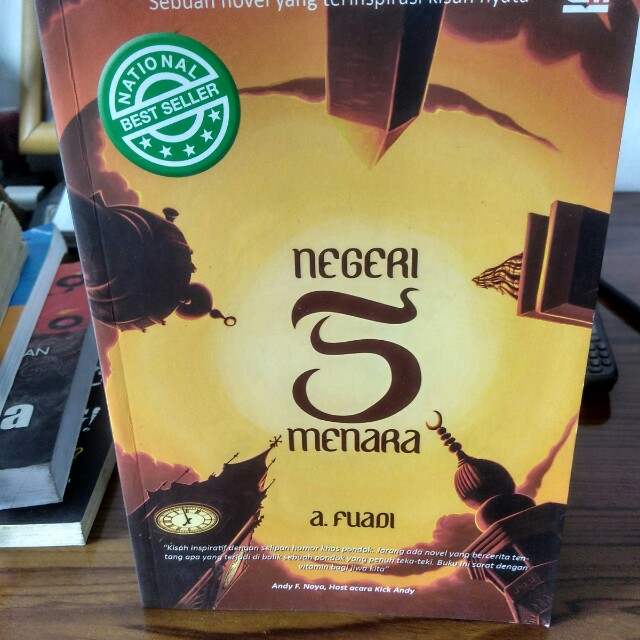 Sebuah novel yang terinspirasi kisah nyata
NATIONAL
BEST SELLER
NEGERI
5
MENARA
A. FUADI
"Kisah inspiratif dengan selipan humor khas pondok. Jarang ada novel yang bercerita ten-
tang apa yang terjadi di balik sebuah pondok yang penuh teka-teki. Buku ini sarat dengan
vitamin bagi jiwa kita"
Andy F. Noya, Host acara Kick Andy
AN
a